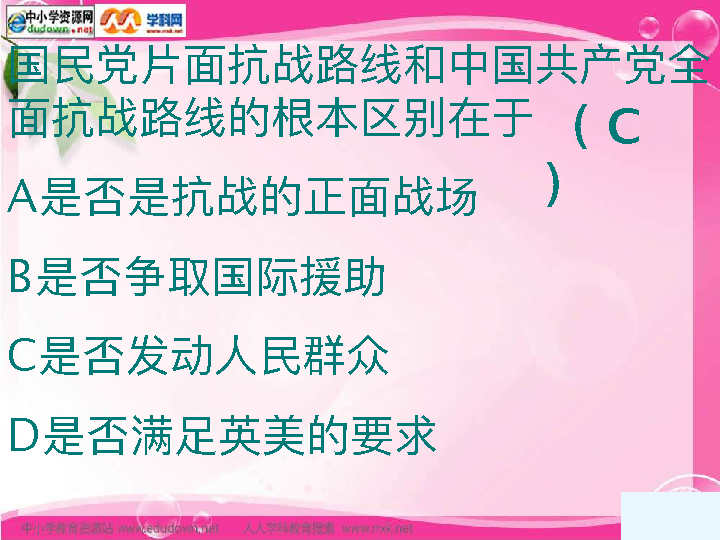 中小学资源网
dudown.net
学科网
www.nxk.net
国民党片面抗战路线和中国共产党全
面抗战路线的根本区别在于 （ C
）
A是否是抗战的正面战场
B是否争取国际援助
C是否发动人民群众
D是否满足英美的要求
中小学教育资源站 www.edudown.net 人人学科教育搜索 www.nxk.net